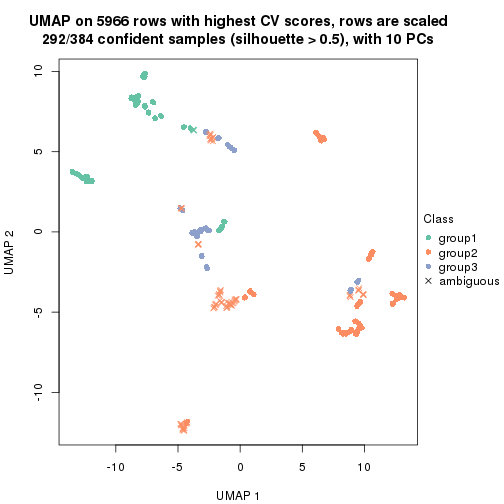 UMAP on 5966 rows with highest CV scores, rows are scaled
292/384 confident samples (silhouette > 0.5), with 10 PCs
10
5
0
-5
-10
UMAP 2
-10
-5
0
5
10
UMAP 1
Class
group1
group2
group3
ambiguous